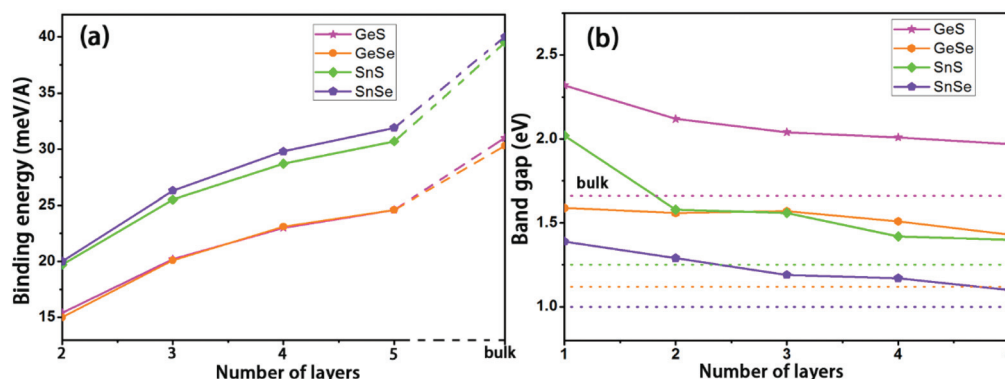 (a)
GeS
GeSe
SnS
SnSe
40
35
30
25
20
15
Binding energy (meV/A)
2
3
4
5
bulk
Number of layers
(b)
GeS
GeSe
SnS
SnSe
2.5
2.0
1.5
1.0
Band gap (eV)
bulk
1
2
3
4
Number of layers